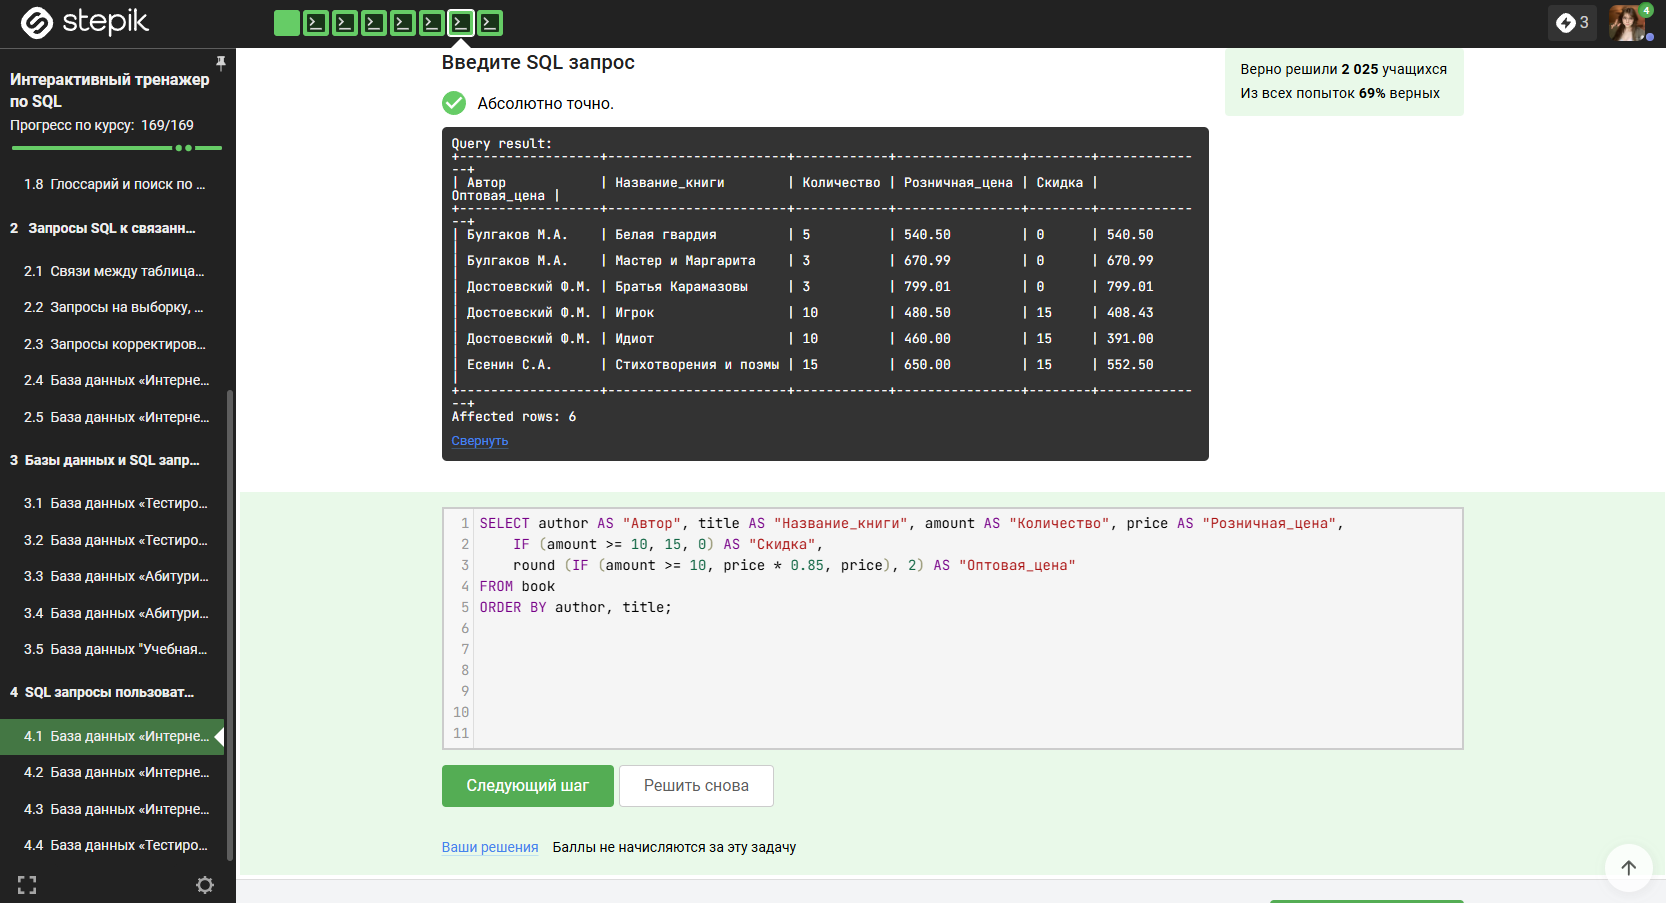 stepik
3
4
Интерактивный тренажер
по SQL
Прогресс по курсу: 169/169
1.8 Глоссарий и поиск по ...
2 Запросы SQL к связанн...
2.1 Связи между таблица...
2.2 Запросы на выборку, ...
2.3 Запросы корректиров...
2.4 База данных «Интерне...
2.5 База данных «Интерне...
3 Базы данных и SQL запр...
3.1 База данных «Тестиро...
3.2 База данных «Тестиро...
3.3 База данных «Абитури...
3.4 База данных «Абитури...
3.5 База данных "Учебная...
4 SQL запросы пользоват...
4.1 База данных «Интерне...
4.2 База данных «Интерне...
4.3 База данных «Интерне...
4.4 База данных «Тестиро...
Введите SQL запрос
Абсолютно точно.
Query result:
+------------------+-----------------------+------------+----------------+--------+------------
--+
| Автор            | Название_книги        | Количество | Розничная_цена | Скидка |
Оптовая_цена |
+------------------+-----------------------+------------+----------------+--------+------------
--+
| Булгаков М.А.    | Белая гвардия         | 5          | 540.50         | 0      | 540.50
|
| Булгаков М.А.    | Мастер и Маргарита    | 3          | 670.99         | 0      | 670.99
|
| Достоевский Ф.М. | Братья Карамазовы     | 3          | 799.01         | 0      | 799.01
|
| Достоевский Ф.М. | Игрок                 | 10         | 480.50         | 15     | 408.43
|
| Достоевский Ф.М. | Идиот                 | 10         | 460.00         | 15     | 391.00
|
| Есенин С.А.      | Стихотворения и поэмы | 15         | 650.00         | 15     | 552.50
|
+------------------+-----------------------+------------+----------------+--------+------------
--+
Affected rows: 6
Свернуть
Верно решили 2 025 учащихся
Из всех попыток 69% верных
1 SELECT author AS "Автор", title AS "Название_книги", amount AS "Количество", price AS "Розничная_цена",
2     IF (amount >= 10, 15, 0) AS "Скидка",
3     round (IF (amount >= 10, price * 0.85, price), 2) AS "Оптовая_цена"
4 FROM book
5 ORDER BY author, title;
6
7
8
9
10
11
Следующий шаг
Решить снова
Ваши решения Баллы не начисляются за эту задачу